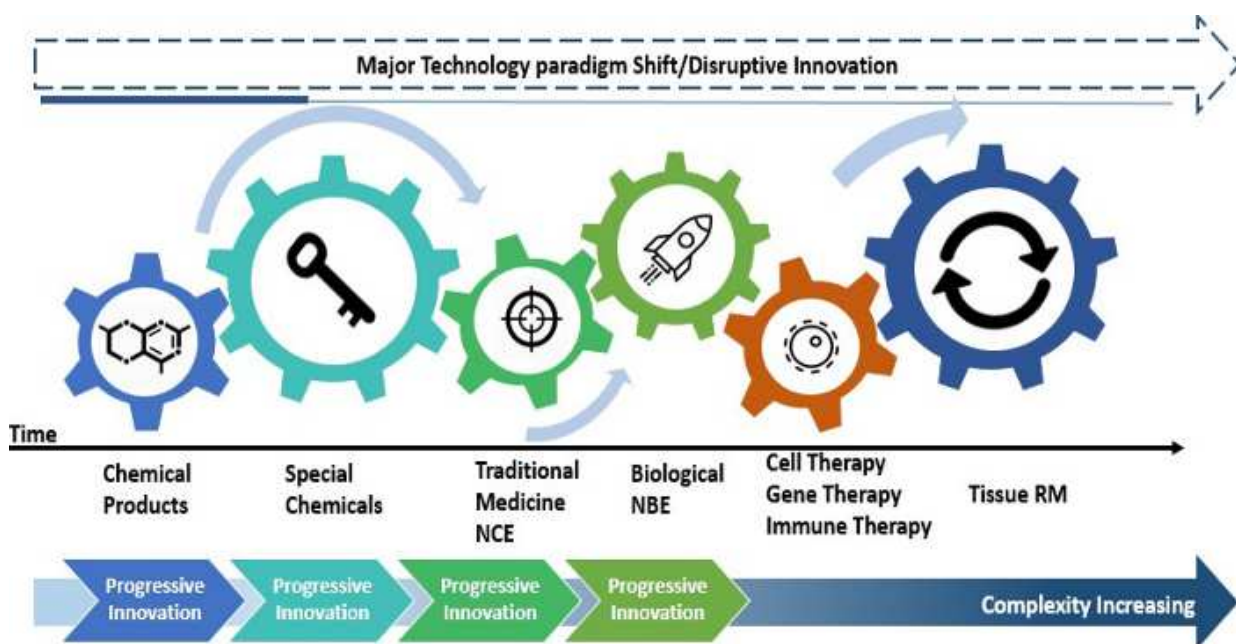 Major Technology paradigm Shift/Disruptive Innovation
Time
Chemical
Products
Special
Chemicals
Traditional
Medicine
NCE
Biological
NBE
Cell Therapy
Gene Therapy
Immune Therapy
Tissue RM
Progressive
Innovation
Progressive
Innovation
Progressive
Innovation
Progressive
Innovation
Complexity Increasing